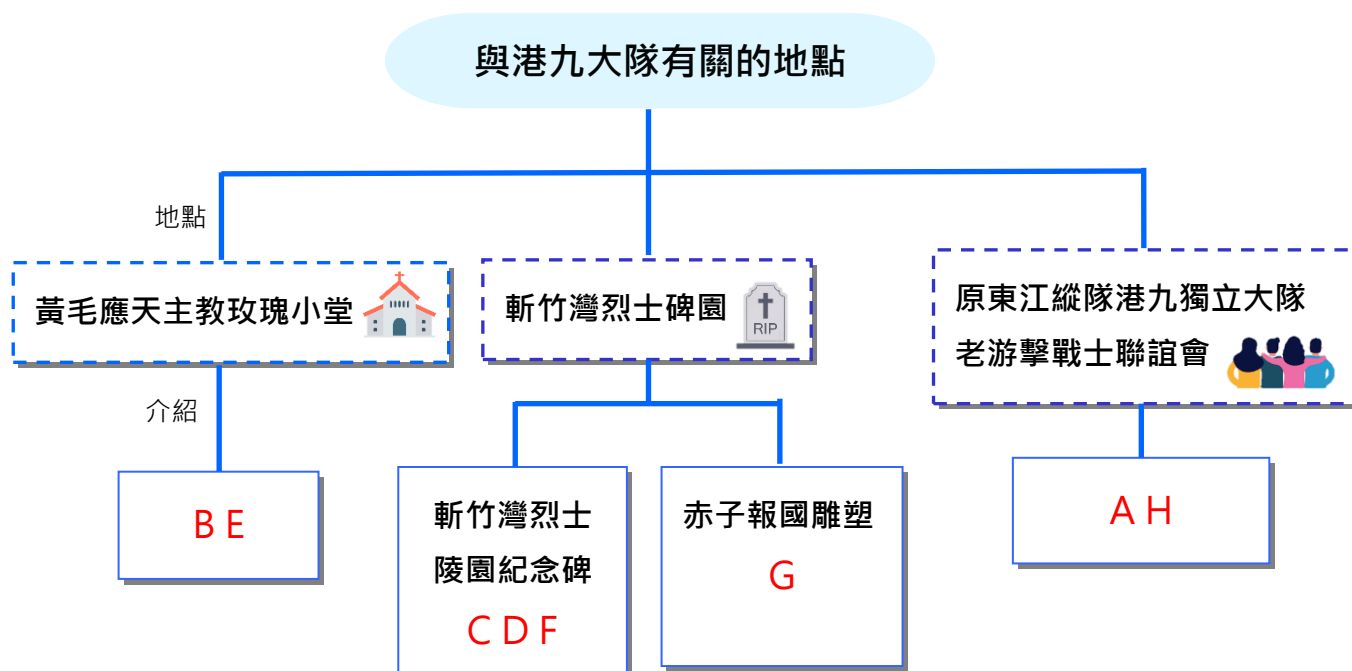 與港九大隊有關的地點
地點
黃毛應天主教玫瑰小堂
斬竹灣烈士碑園
RIP
原東江縱隊港九獨立大隊
老游擊戰士聯誼會
介紹
B E
斬竹灣烈士
陵園紀念碑
C D F
赤子報國雕塑
G
A H